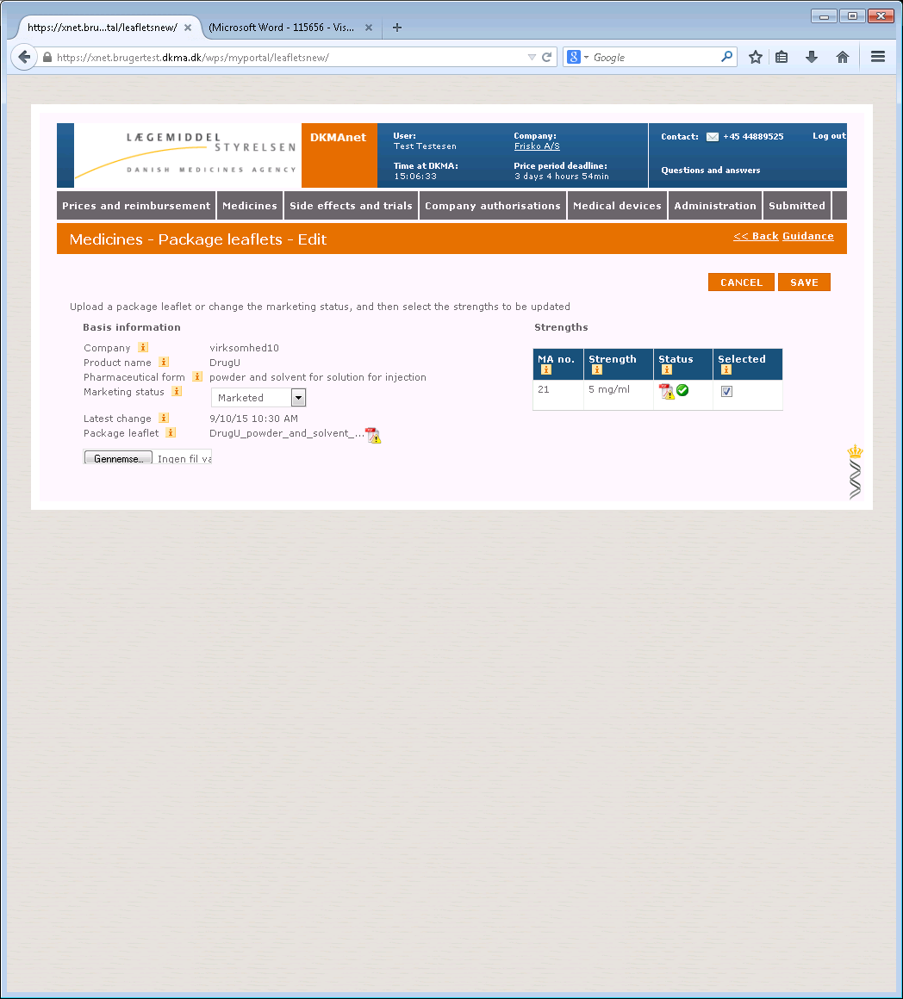 https://xnet.bru...tal/leafletsnew/
(Microsoft Word - 115656 - Vis...
https://xnet.brugertest.dkma.dk/wps/myportal/leafletsnew/
Google
LÆGEMIDDEL
STYRELSEN
DANISH MEDICINES AGENCY
DKMAnet
User:
Test Testesen
Time at DKMA:
15:06:33
Company:
Frisko A/S
Price period deadline:
3 days 4 hours 54min
Contact: +45 44889525
Log out
Questions and answers
Prices and reimbursement Medicines Side effects and trials Company authorisations Medical devices Administration Submitted
Medicines - Package leaflets - Edit
<< Back Guidance
CANCEL SAVE
Upload a package leaflet or change the marketing status, and then select the strengths to be updated
Basis information
Company virksomhed10
Product name DrugU
Pharmaceutical form powder and solvent for solution for injection
Marketing status Marketed
Latest change 9/10/15 10:30 AM
Package leaflet DrugU_powder_and_solvent_...
Gennemse... Ingen fil va
Strengths
MA no. Strength Status Selected
21 5 mg/ml